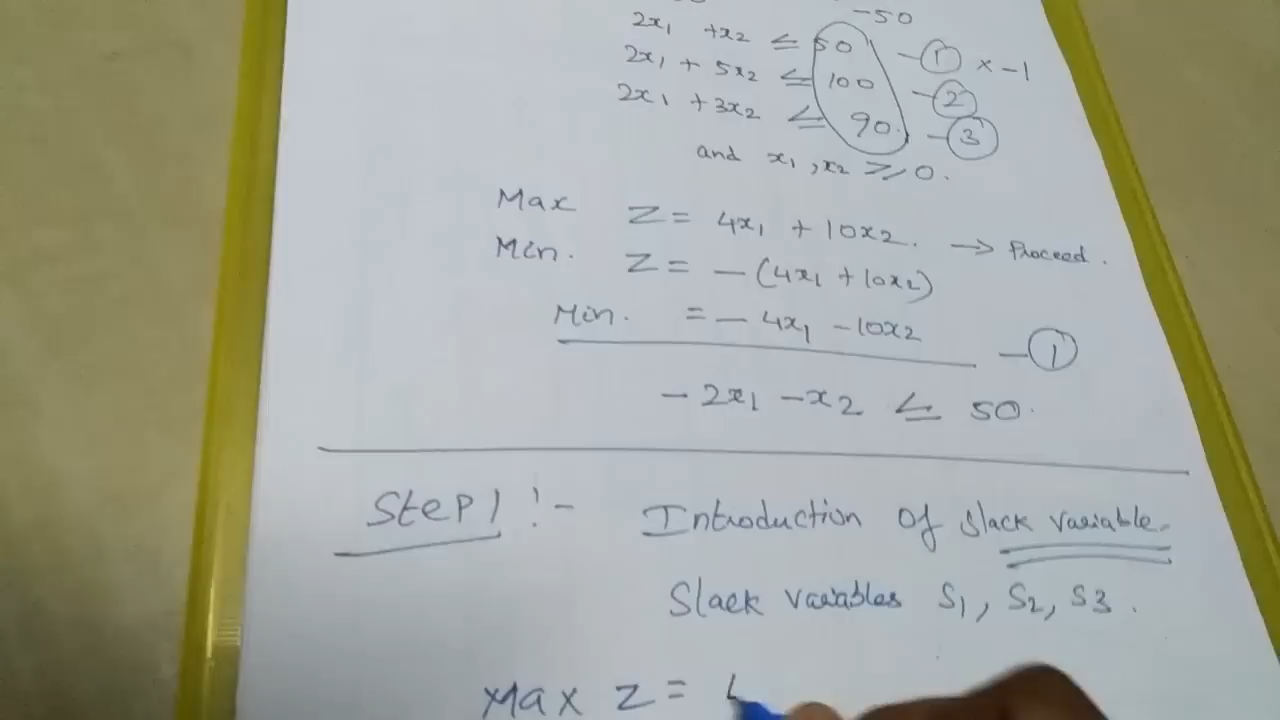 -50
2x₁ + x₂ ≤ 50 - ① × -1
2x₁ + 5x₂ ≤ 100 - ②
2x₁ + 3x₂ ≤ 90. - ③
and x₁, x₂ ≥ 0.
Max Z = 4x₁ + 10x₂. → Proceed.
Min. Z = - (4x₁ + 10x₂)
Min. = - 4x₁ - 10x₂
- ①
- 2x₁ - x₂ ≤ 50.
Step 1 :- Introduction Of Slack Variable.
Slack Variables S₁, S₂, S₃.
Max Z =